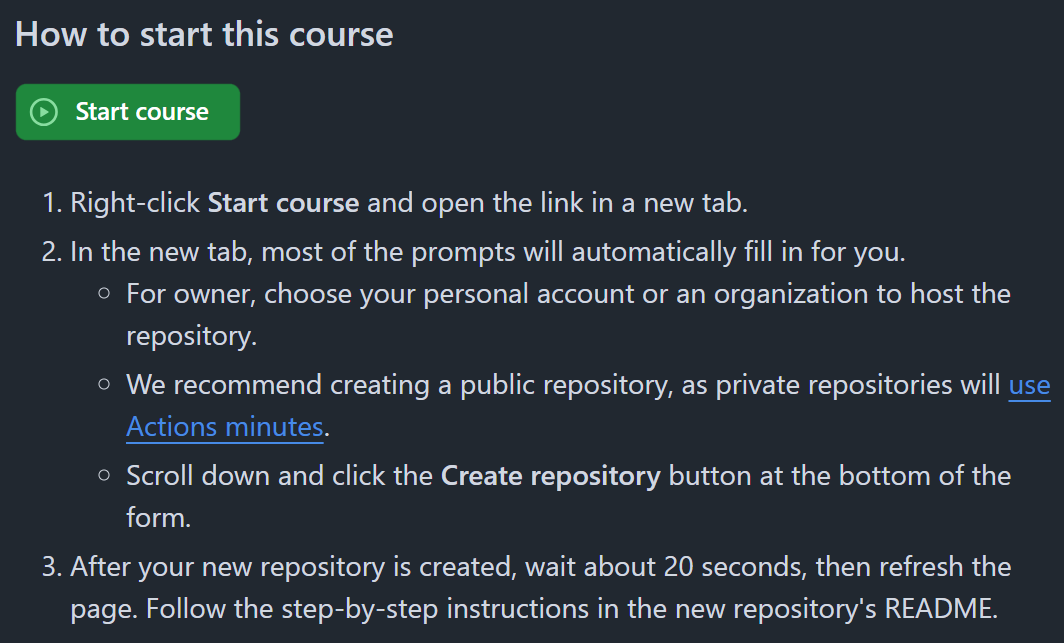 How to start this course
Start course
1. Right-click Start course and open the link in a new tab.
2. In the new tab, most of the prompts will automatically fill in for you.
○ For owner, choose your personal account or an organization to host the
repository.
○ We recommend creating a public repository, as private repositories will use
Actions minutes.
○ Scroll down and click the Create repository button at the bottom of the
form.
3. After your new repository is created, wait about 20 seconds, then refresh the
page. Follow the step-by-step instructions in the new repository's README.